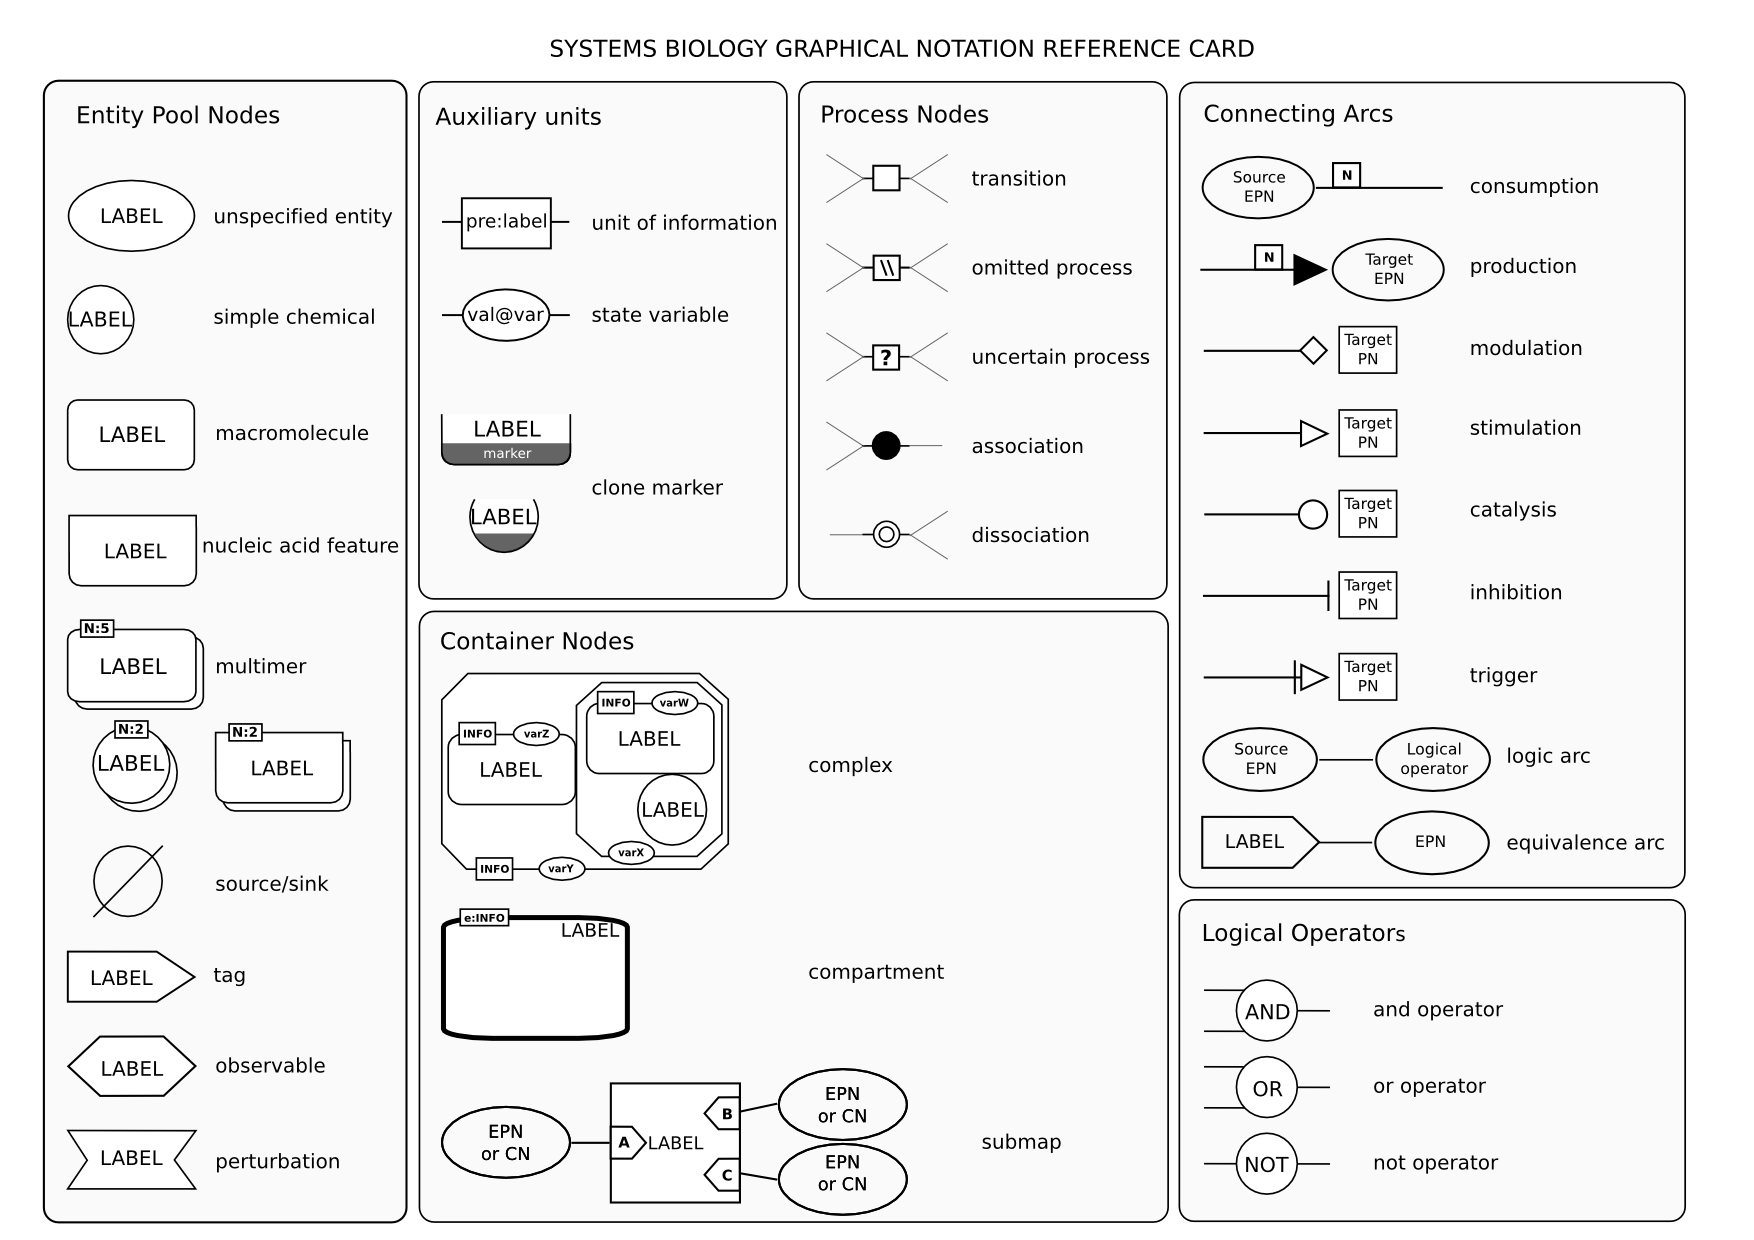 SYSTEMS BIOLOGY GRAPHICAL NOTATION REFERENCE CARD
Entity Pool Nodes
LABEL unspecified entity
LABEL simple chemical
LABEL macromolecule
LABEL nucleic acid feature
N:5
LABEL multimer
N:2 N:2
LABEL LABEL
source/sink
LABEL tag
LABEL observable
LABEL perturbation
Auxiliary units
pre:label unit of information
val@var state variable
LABEL
marker
clone marker
LABEL
Process Nodes
transition
\\ omitted process
? uncertain process
association
dissociation
Container Nodes
INFO varW
LABEL
INFO varZ
LABEL
complex
LABEL
varX
INFO varY
e:INFO
LABEL
compartment
EPN
or CN
A LABEL
B
C
EPN
or CN
EPN
or CN
submap
Connecting Arcs
Source
EPN
N
consumption
N
Target
EPN
production
Target
PN
modulation
Target
PN
stimulation
Target
PN
catalysis
Target
PN
inhibition
Target
PN
trigger
Source
EPN
Logical
operator
logic arc
LABEL EPN equivalence arc
Logical Operators
AND and operator
OR or operator
NOT not operator